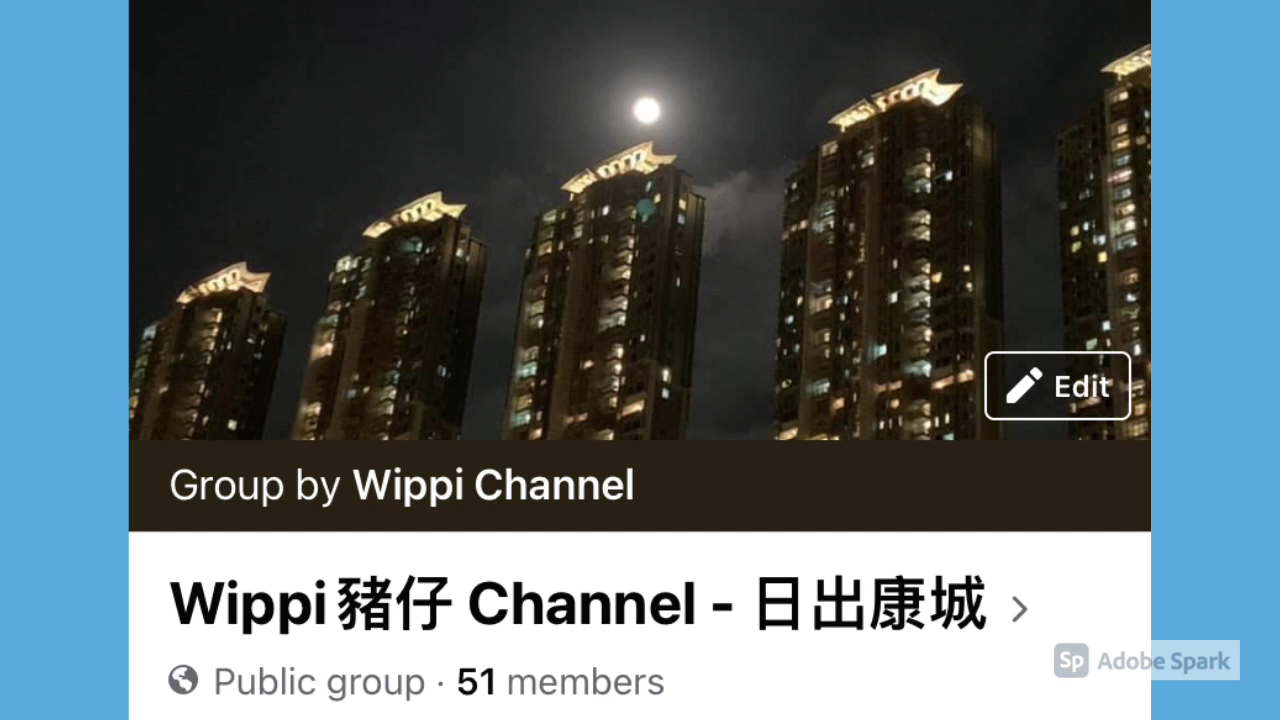 Edit
Group by Wippi Channel
Wippi豬仔 Channel - 日出康城 >
Public group · 51 members
Sp Adobe Spark